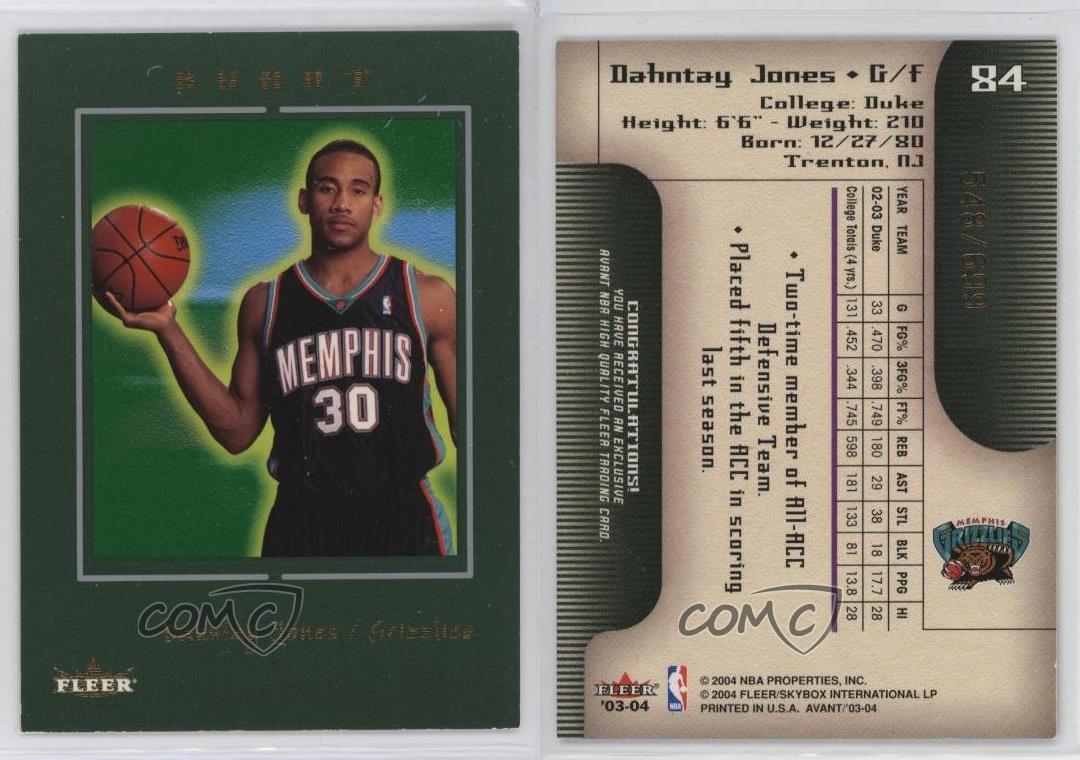 AVANT
MEMPHIS
30
Dahntay Jones / Grizzlies
FLEER
COMC
Dahntay Jones • G/F
84
College: Duke
Height: 6'6" - Weight: 210
Born: 12/27/80
Trenton, NJ
548/699
YEAR TEAM G FG% 3FG% FT% REB AST STL BLK PPG HI
02-03 Duke 33 .470 .398 .749 180 29 38 18 17.7 28
College Totals (4 yrs.) 131 .452 .344 .745 598 181 133 81 13.8 28
• Two-time member of All-ACC
Defensive Team.
• Placed fifth in the ACC in scoring
last season.
CONGRATULATIONS!
YOU HAVE RECEIVED AN EXCLUSIVE
AVANT NBA HIGH QUALITY FLEER TRADING CARD.
MEMPHIS
GRIZZLIES
COMC
FLEER
'03-04
NBA
© 2004 NBA PROPERTIES, INC.
© 2004 FLEER/SKYBOX INTERNATIONAL LP
PRINTED IN U.S.A. AVANT/'03-04